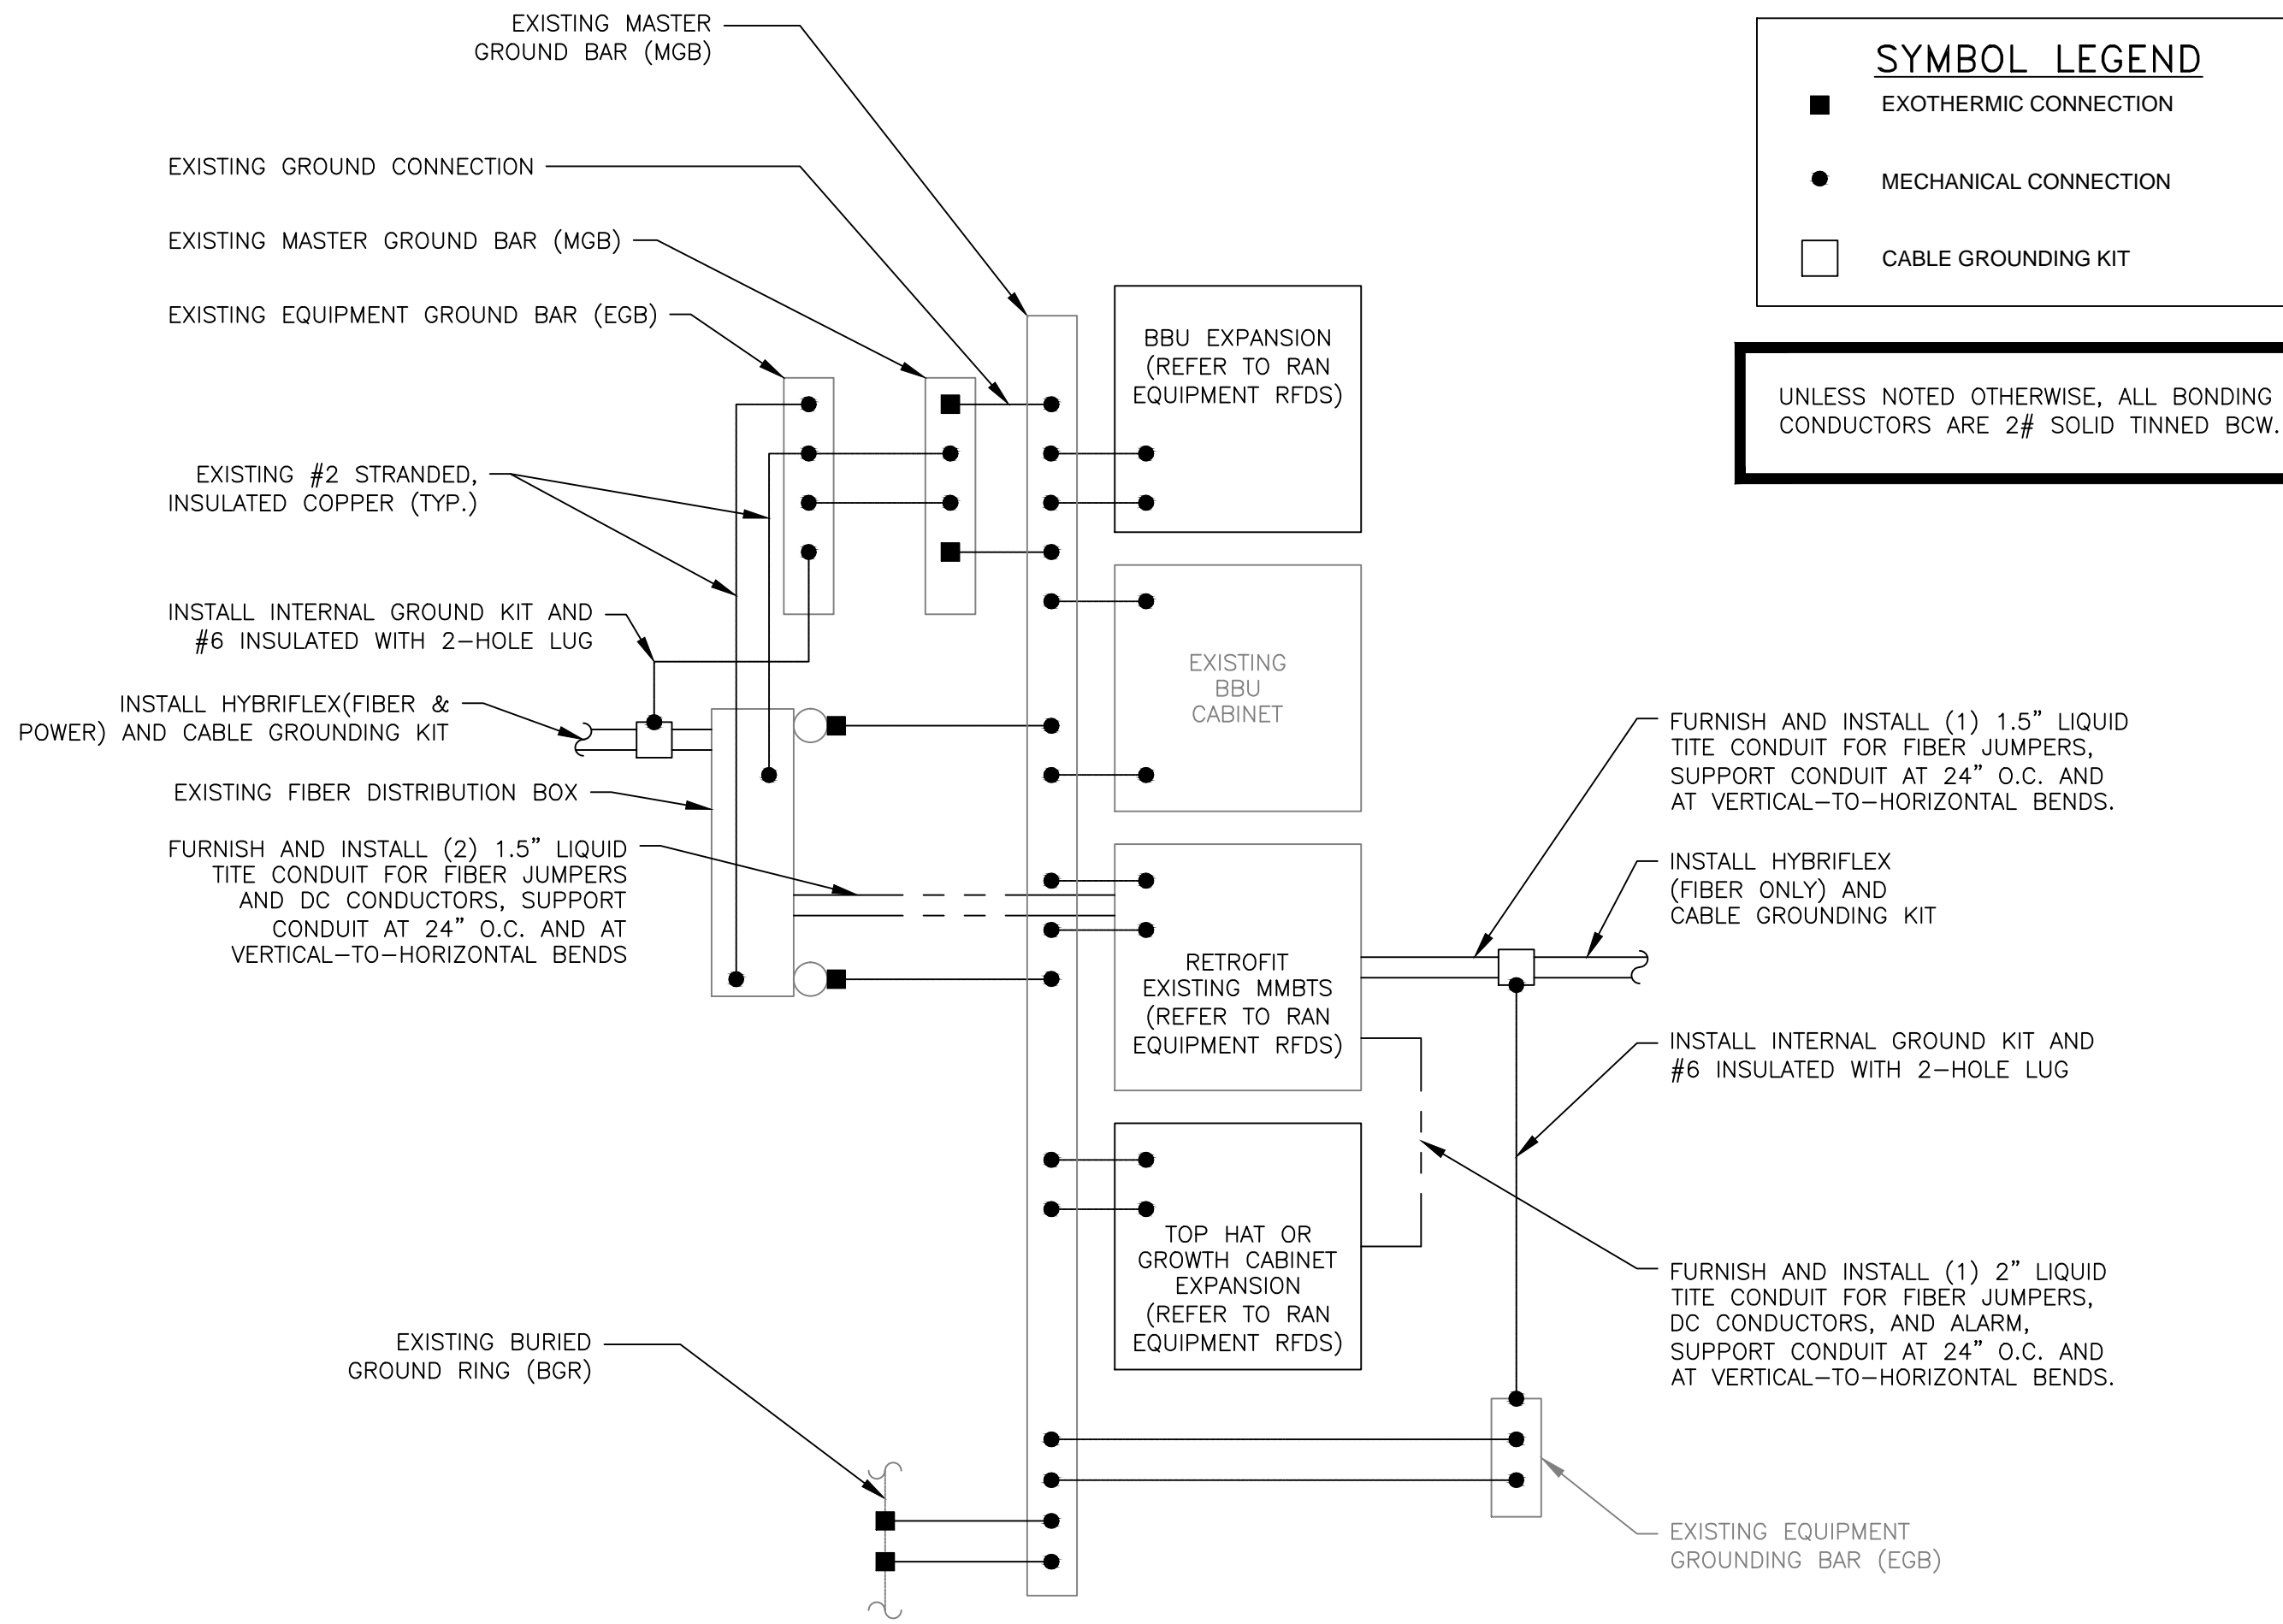 EXISTING MASTER
GROUND BAR (MGB)
EXISTING GROUND CONNECTION
EXISTING MASTER GROUND BAR (MGB)
EXISTING EQUIPMENT GROUND BAR (EGB)
EXISTING #2 STRANDED,
INSULATED COPPER (TYP.)
INSTALL INTERNAL GROUND KIT AND
#6 INSULATED WITH 2-HOLE LUG
INSTALL HYBRIFLEX(FIBER &
POWER) AND CABLE GROUNDING KIT
EXISTING FIBER DISTRIBUTION BOX
FURNISH AND INSTALL (2) 1.5" LIQUID
TITE CONDUIT FOR FIBER JUMPERS
AND DC CONDUCTORS, SUPPORT
CONDUIT AT 24" O.C. AND AT
VERTICAL-TO-HORIZONTAL BENDS
EXISTING BURIED
GROUND RING (BGR)
BBU EXPANSION
(REFER TO RAN
EQUIPMENT RFDS)
EXISTING
BBU
CABINET
RETROFIT
EXISTING MMBTS
(REFER TO RAN
EQUIPMENT RFDS)
TOP HAT OR
GROWTH CABINET
EXPANSION
(REFER TO RAN
EQUIPMENT RFDS)
SYMBOL LEGEND
EXOTHERMIC CONNECTION
MECHANICAL CONNECTION
CABLE GROUNDING KIT
UNLESS NOTED OTHERWISE, ALL BONDING
CONDUCTORS ARE 2# SOLID TINNED BCW.
FURNISH AND INSTALL (1) 1.5" LIQUID
TITE CONDUIT FOR FIBER JUMPERS,
SUPPORT CONDUIT AT 24" O.C. AND
AT VERTICAL-TO-HORIZONTAL BENDS.
INSTALL HYBRIFLEX
(FIBER ONLY) AND
CABLE GROUNDING KIT
INSTALL INTERNAL GROUND KIT AND
#6 INSULATED WITH 2-HOLE LUG
FURNISH AND INSTALL (1) 2" LIQUID
TITE CONDUIT FOR FIBER JUMPERS,
DC CONDUCTORS, AND ALARM,
SUPPORT CONDUIT AT 24" O.C. AND
AT VERTICAL-TO-HORIZONTAL BENDS.
EXISTING EQUIPMENT
GROUNDING BAR (EGB)